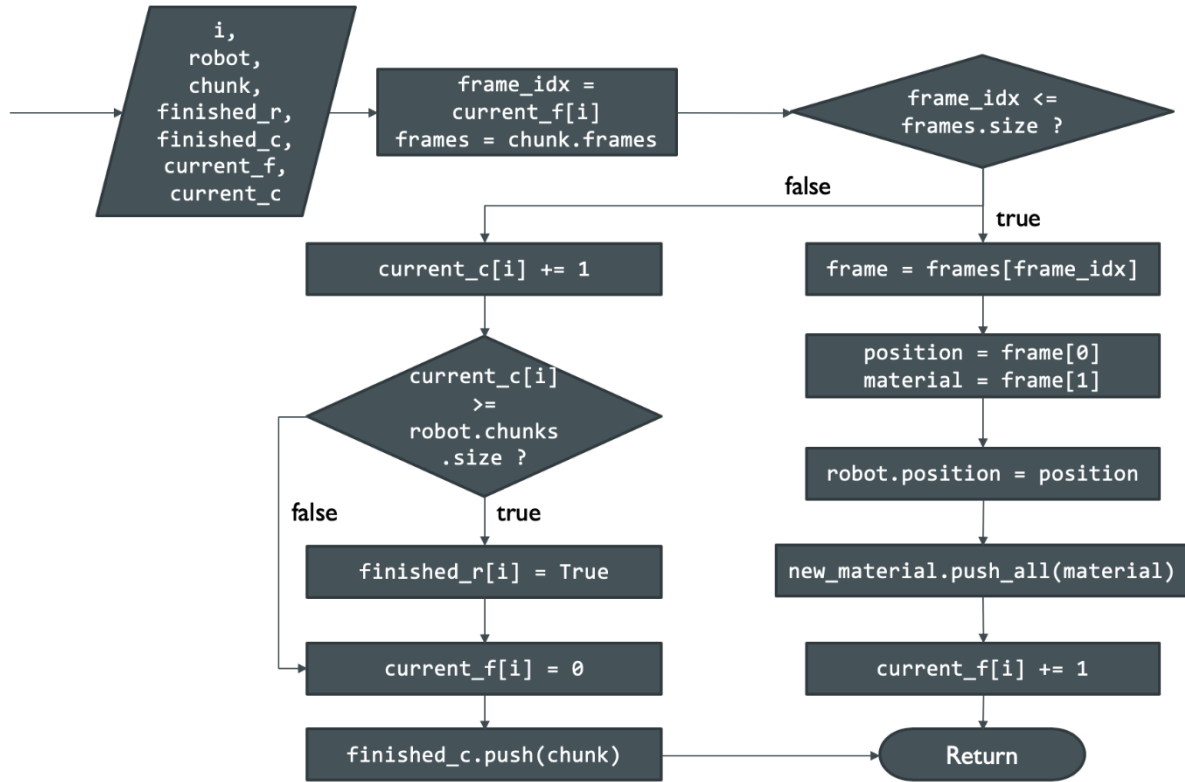 i,
robot,
chunk,
finished_r,
finished_c,
current_f,
current_c
frame_idx =
current_f[i]
frames = chunk.frames
frame_idx <=
frames.size ?
false
true
current_c[i] += 1
current_c[i]
>=
robot.chunks
.size ?
false
true
finished_r[i] = True
current_f[i] = 0
finished_c.push(chunk)
frame = frames[frame_idx]
position = frame[0]
material = frame[1]
robot.position = position
new_material.push_all(material)
current_f[i] += 1
Return